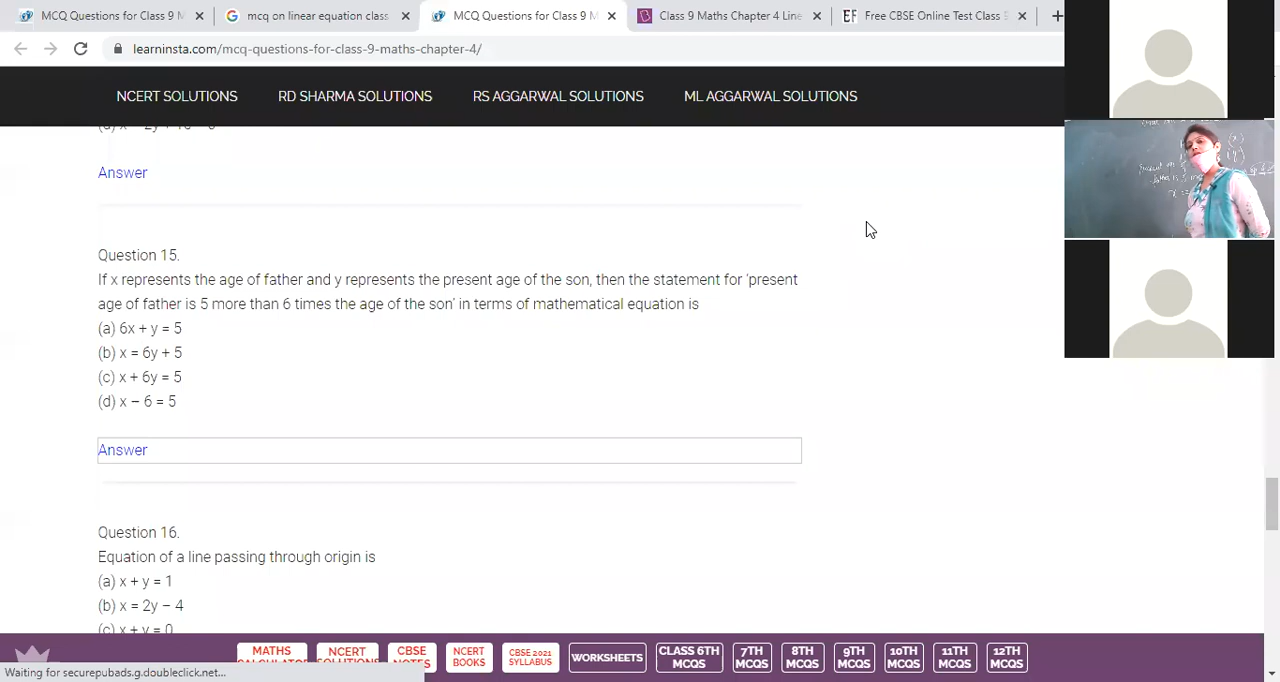 MCQ Questions for Class 9 M
mcq on linear equation class
MCQ Questions for Class 9 M
Class 9 Maths Chapter 4 Line
EF Free CBSE Online Test Class 9
learninsta.com/mcq-questions-for-class-9-maths-chapter-4/
NCERT SOLUTIONS RD SHARMA SOLUTIONS RS AGGARWAL SOLUTIONS ML AGGARWAL SOLUTIONS
Answer
Question 15.
If x represents the age of father and y represents the present age of the son, then the statement for ‘present
age of father is 5 more than 6 times the age of the son’ in terms of mathematical equation is
(a) 6x + y = 5
(b) x = 6y + 5
(c) x + 6y = 5
(d) x – 6 = 5
Answer
Question 16.
Equation of a line passing through origin is
(a) x + y = 1
(b) x = 2y – 4
(c) x + y = 0
MATHS CALCULATOR
NCERT SOLUTIONS
CBSE NOTES
NCERT BOOKS
CBSE 2021 SYLLABUS
WORKSHEETS
CLASS 6TH MCQS
7TH MCQS
8TH MCQS
9TH MCQS
10TH MCQS
11TH MCQS
12TH MCQS
Waiting for securepubads.g.doubleclick.net...